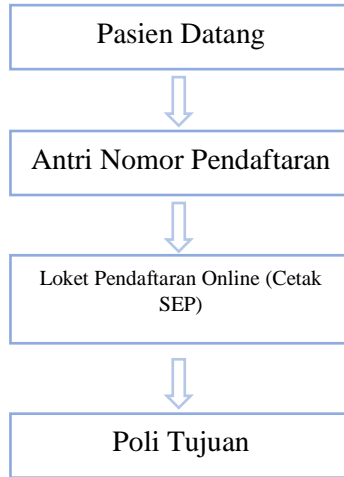 Pasien Datang
Antri Nomor Pendaftaran
Loket Pendaftaran Online (Cetak
SEP)
Poli Tujuan